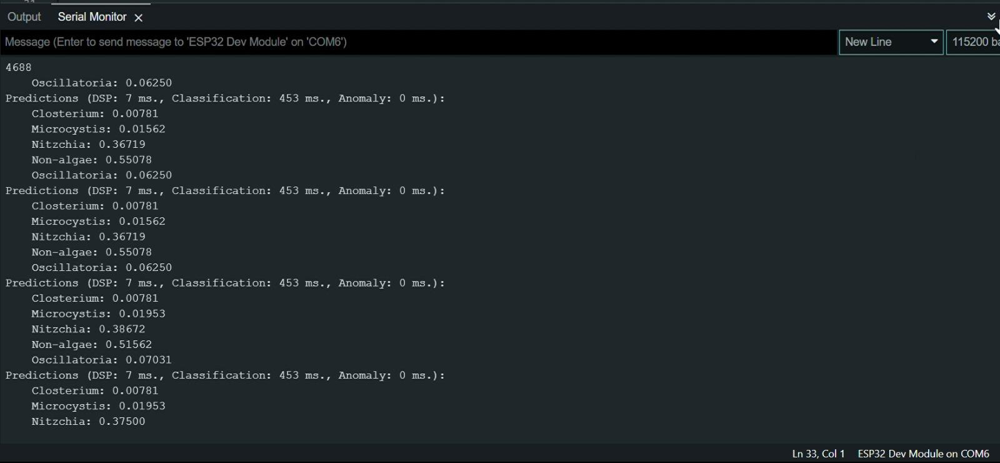 Output Serial Monitor
Message (Enter to send message to 'ESP32 Dev Module' on 'COM6')
New Line
115200
4688
Oscillatoria: 0.06250
Predictions (DSP: 7 ms., Classification: 453 ms., Anomaly: 0 ms.):
Closterium: 0.00781
Microcystis: 0.01562
Nitzchia: 0.36719
Non-algae: 0.55078
Oscillatoria: 0.06250
Predictions (DSP: 7 ms., Classification: 453 ms., Anomaly: 0 ms.):
Closterium: 0.00781
Microcystis: 0.01562
Nitzchia: 0.36719
Non-algae: 0.55078
Oscillatoria: 0.06250
Predictions (DSP: 7 ms., Classification: 453 ms., Anomaly: 0 ms.):
Closterium: 0.00781
Microcystis: 0.01953
Nitzchia: 0.38672
Non-algae: 0.51562
Oscillatoria: 0.07031
Predictions (DSP: 7 ms., Classification: 453 ms., Anomaly: 0 ms.):
Closterium: 0.00781
Microcystis: 0.01953
Nitzchia: 0.37500
Ln 33, Col 1 ESP32 Dev Module on COM6